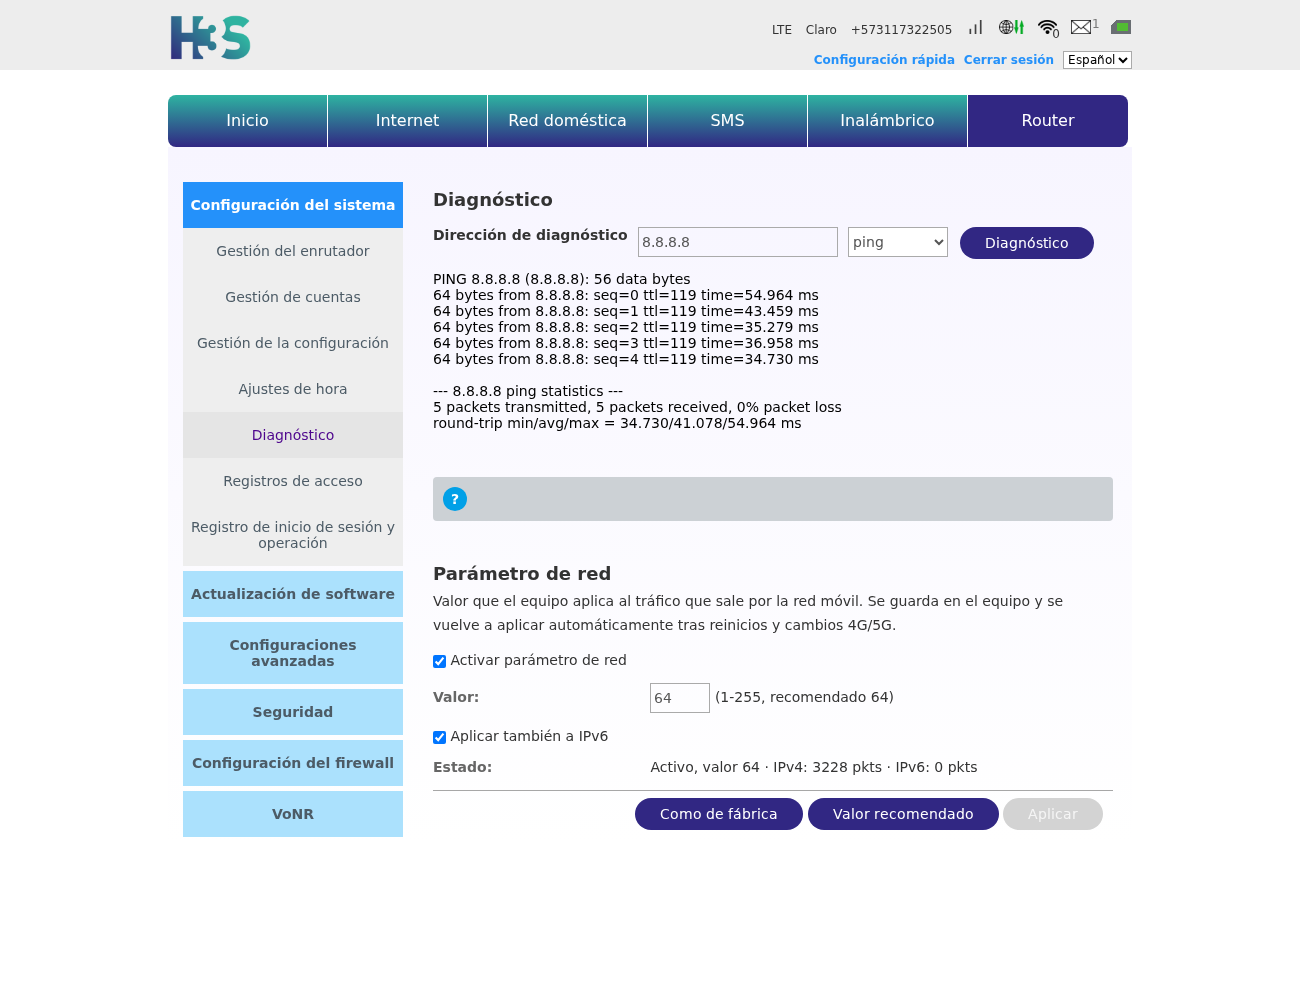 H3S
LTE Claro +573117322505 0 1
Configuración rápida Cerrar sesión Español
Inicio Internet Red doméstica SMS Inalámbrico Router
Configuración del sistema
Gestión del enrutador
Gestión de cuentas
Gestión de la configuración
Ajustes de hora
Diagnóstico
Registros de acceso
Registro de inicio de sesión y
operación
Actualización de software
Configuraciones
avanzadas
Seguridad
Configuración del firewall
VoNR
Diagnóstico
Dirección de diagnóstico 8.8.8.8 ping Diagnóstico
PING 8.8.8.8 (8.8.8.8): 56 data bytes
64 bytes from 8.8.8.8: seq=0 ttl=119 time=54.964 ms
64 bytes from 8.8.8.8: seq=1 ttl=119 time=43.459 ms
64 bytes from 8.8.8.8: seq=2 ttl=119 time=35.279 ms
64 bytes from 8.8.8.8: seq=3 ttl=119 time=36.958 ms
64 bytes from 8.8.8.8: seq=4 ttl=119 time=34.730 ms
--- 8.8.8.8 ping statistics ---
5 packets transmitted, 5 packets received, 0% packet loss
round-trip min/avg/max = 34.730/41.078/54.964 ms
?
Parámetro de red
Valor que el equipo aplica al tráfico que sale por la red móvil. Se guarda en el equipo y se
vuelve a aplicar automáticamente tras reinicios y cambios 4G/5G.
Activar parámetro de red
Valor: 64 (1-255, recomendado 64)
Aplicar también a IPv6
Estado: Activo, valor 64 · IPv4: 3228 pkts · IPv6: 0 pkts
Como de fábrica Valor recomendado Aplicar